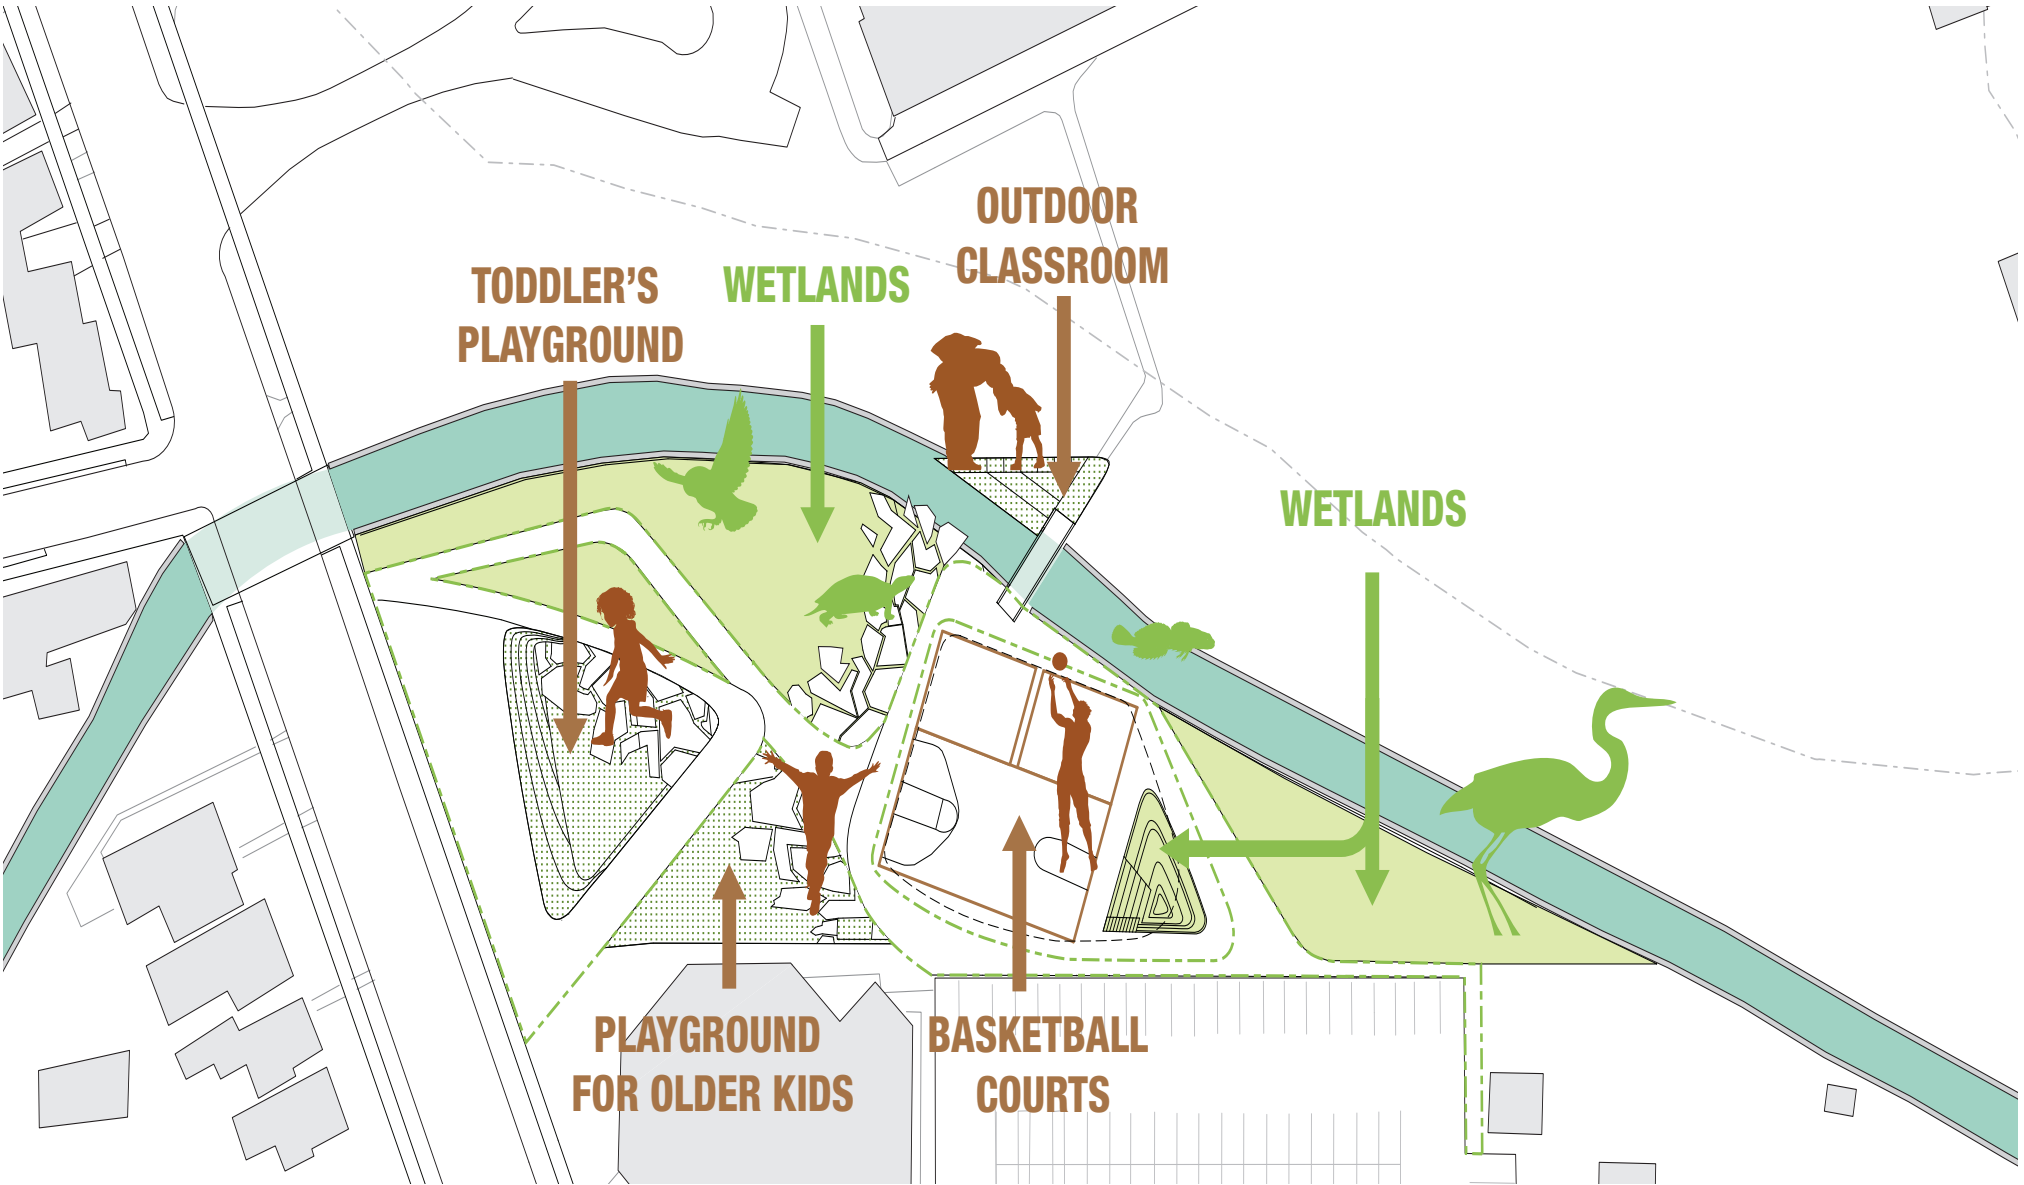 OUTDOOR
CLASSROOM
TODDLER'S
PLAYGROUND
WETLANDS
WETLANDS
PLAYGROUND
FOR OLDER KIDS
BASKETBALL
COURTS